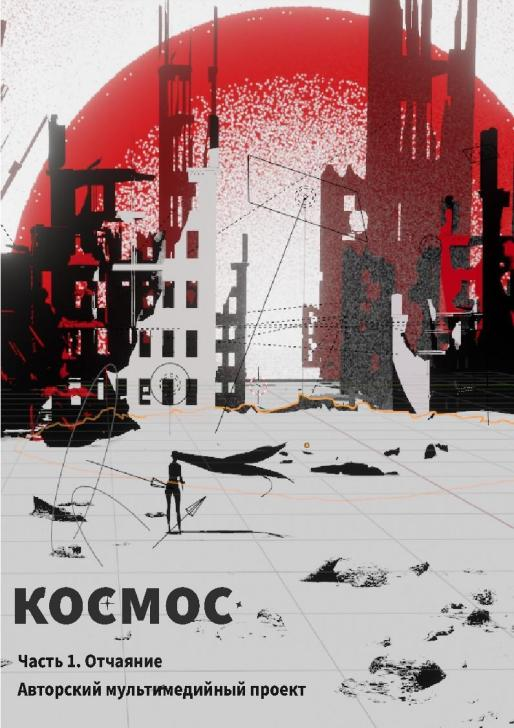 космос
Часть 1. Отчаяние
Авторский мультимедийный проект